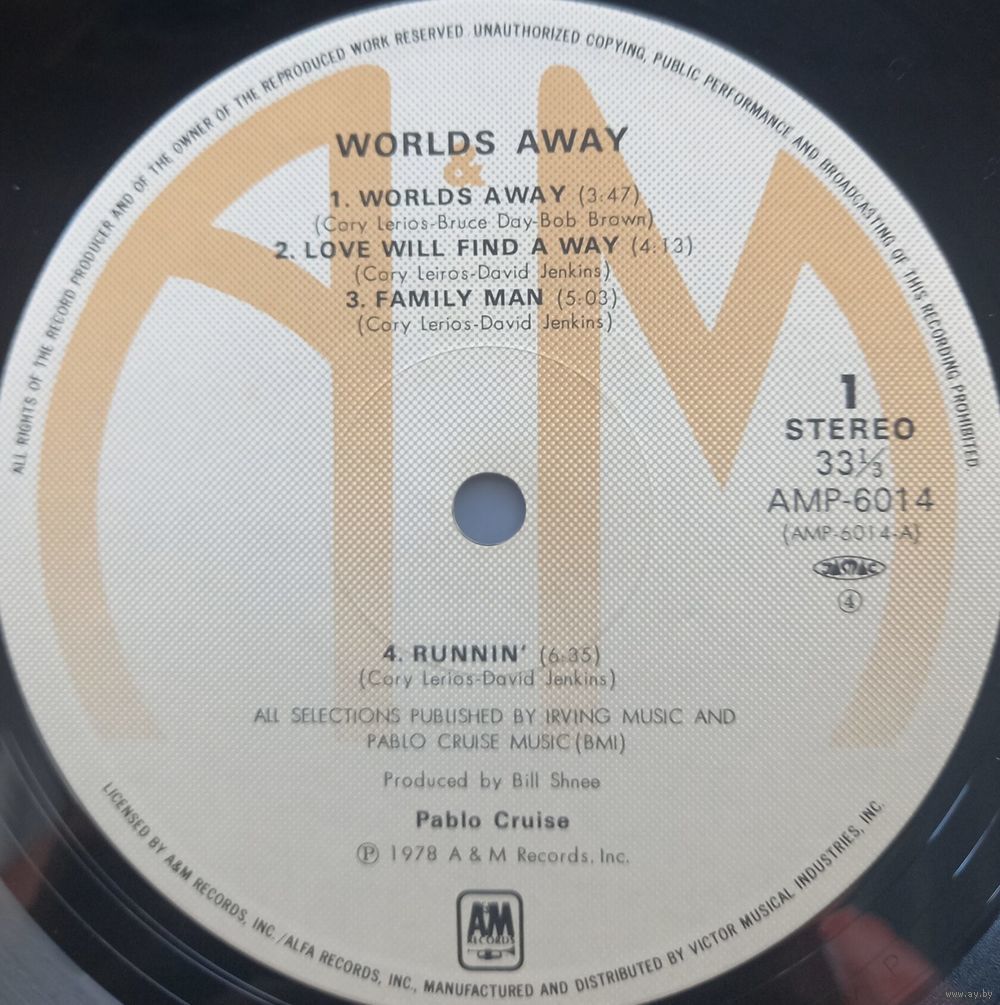 ALL RIGHTS OF THE RECORD PRODUCER AND OF THE OWNER OF THE REPRODUCED WORK RESERVED. UNAUTHORIZED COPYING, PUBLIC PERFORMANCE AND BROADCASTING OF THIS RECORDING PROHIBITED
&
WORLDS AWAY
1. WORLDS AWAY (3:47)
(Cory Lerios-Bruce Day-Bob Brown)
2. LOVE WILL FIND A WAY (4:13)
(Cory Leiros-David Jenkins)
3. FAMILY MAN (5:03)
(Cory Lerios-David Jenkins)
1
STEREO
33⅓
AMP-6014
(AMP-6014-A)
④
4. RUNNIN' (6:35)
(Cory Lerios-David Jenkins)
ALL SELECTIONS PUBLISHED BY IRVING MUSIC AND
PABLO CRUISE MUSIC (BMI)
Produced by Bill Shnee
Pablo Cruise
Ⓟ 1978 A & M Records, Inc.
A&M
RECORDS
LICENSED BY A&M RECORDS, INC./ALFA RECORDS, INC., MANUFACTURED AND DISTRIBUTED BY VICTOR MUSICAL INDUSTRIES, INC.
www.ay.by